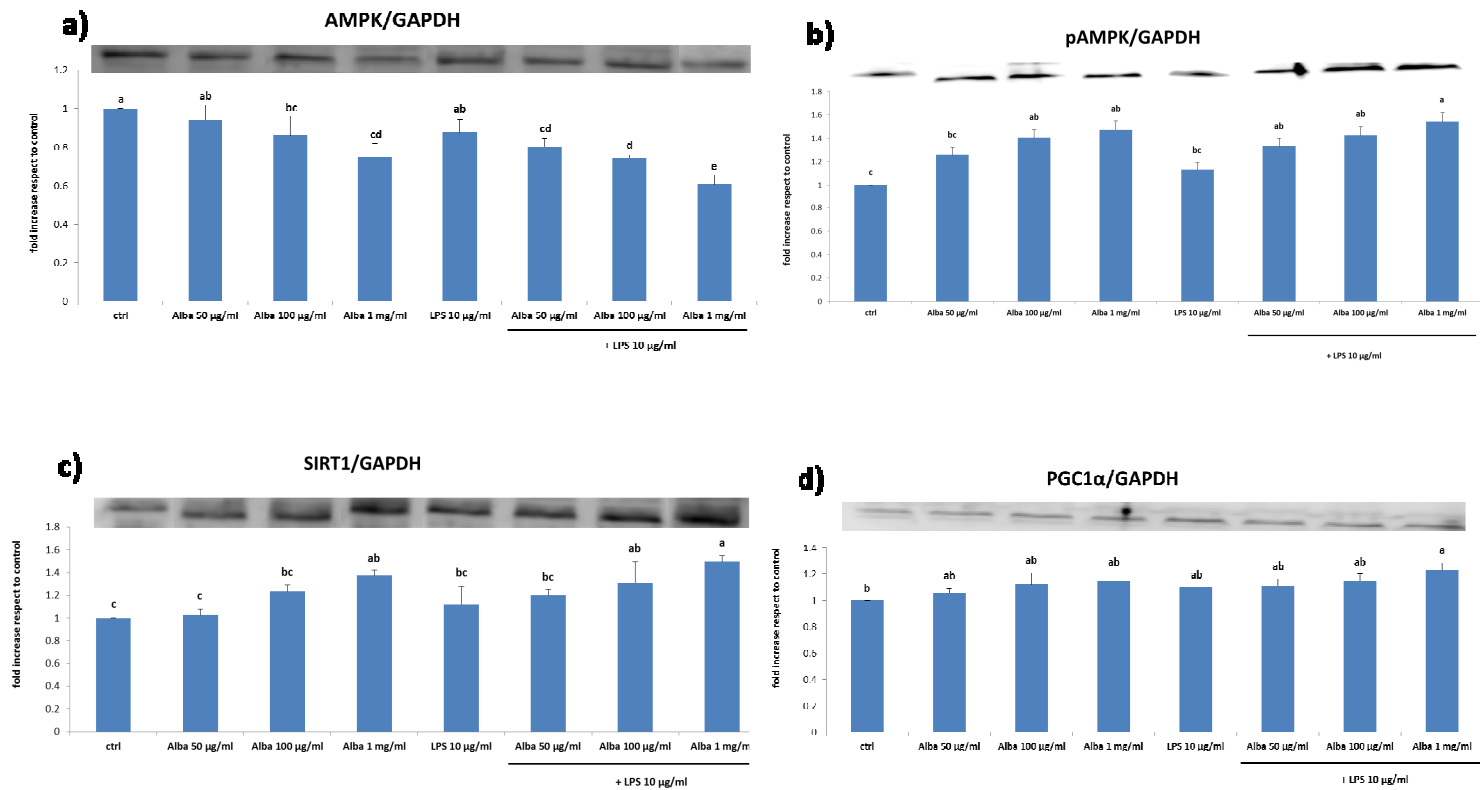 a)
AMPK/GAPDH
1.2
1
0.8
0.6
0.4
0.2
0
fold increase respect to control
a
ab
bc
cd
ab
cd
d
e
ctrl Alba 50 µg/ml Alba 100 µg/ml Alba 1 mg/ml LPS 10 µg/ml Alba 50 µg/ml Alba 100 µg/ml Alba 1 mg/ml
+ LPS 10 µg/ml
b)
pAMPK/GAPDH
1.8
1.6
1.4
1.2
1
0.8
0.6
0.4
0.2
0
fold increase respect to control
c
bc
ab
ab
bc
ab
ab
a
ctrl Alba 50 µg/ml Alba 100 µg/ml Alba 1 mg/ml LPS 10 µg/ml Alba 50 µg/ml Alba 100 µg/ml Alba 1 mg/ml
+ LPS 10 µg/ml
c)
SIRT1/GAPDH
1.8
1.6
1.4
1.2
1
0.8
0.6
0.4
0.2
0
fold increase respect to control
c
c
bc
ab
bc
bc
ab
a
ctrl Alba 50 µg/ml Alba 100 µg/ml Alba 1 mg/ml LPS 10 µg/ml Alba 50 µg/ml Alba 100 µg/ml Alba 1 m
+ LPS 10 µg/ml
d)
PGC1α/GAPDH
1.4
1.2
1
0.8
0.6
0.4
0.2
0
fold increase respect to control
b
ab
ab
ab
ab
ab
ab
a
ctrl Alba 50 µg/ml Alba 100 µg/ml Alba 1 mg/ml LPS 10 µg/ml Alba 50 µg/ml Alba 100 µg/ml Alba 1 mg/ml
+ LPS 10 µg/ml